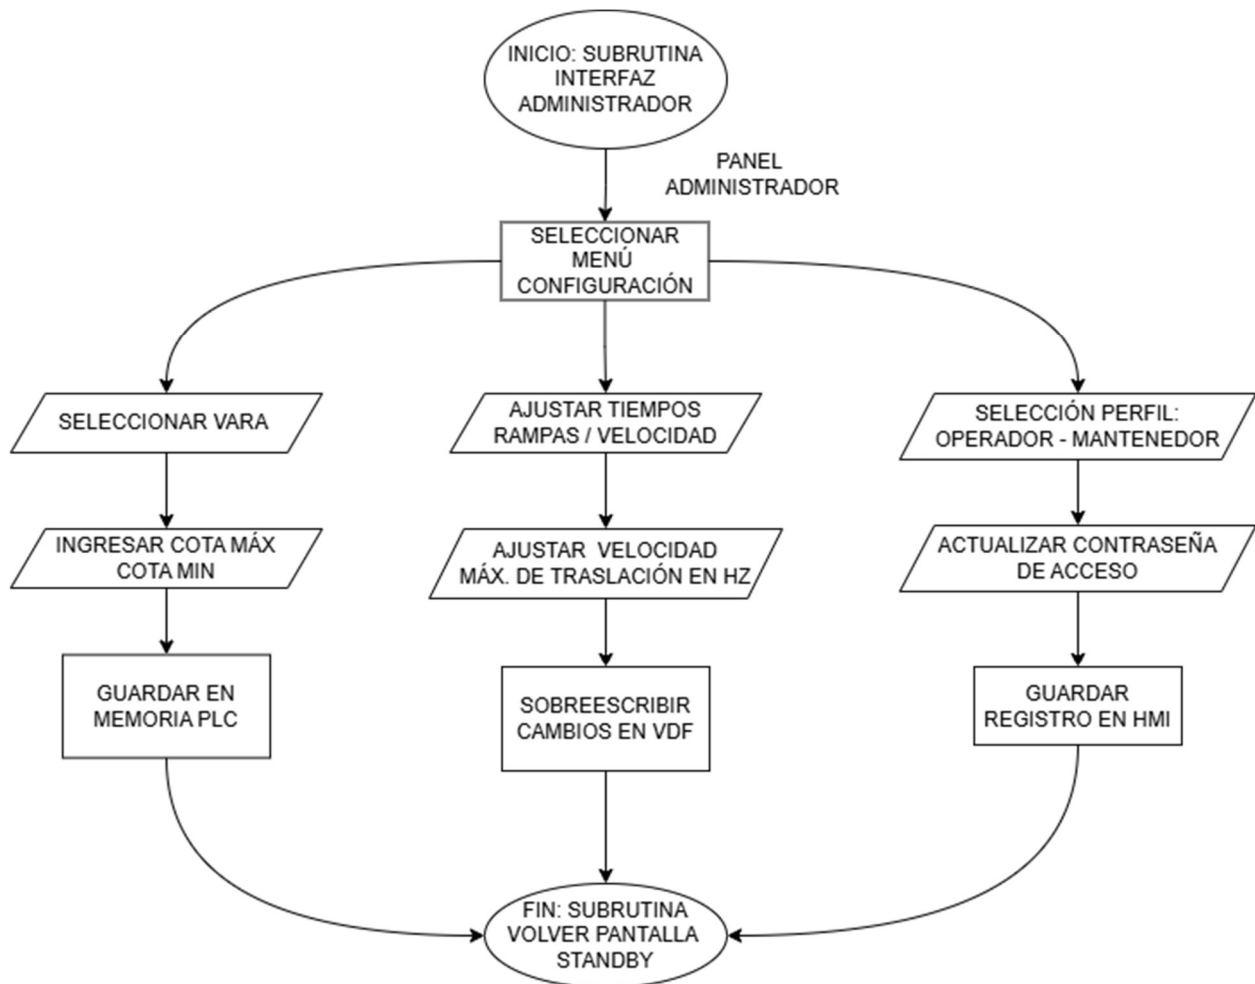 INICIO: SUBRUTINA
INTERFAZ
ADMINISTRADOR
PANEL
ADMINISTRADOR
SELECCIONAR
MENÚ
CONFIGURACIÓN
SELECCIONAR VARA
AJUSTAR TIEMPOS
RAMPAS / VELOCIDAD
SELECCIÓN PERFIL:
OPERADOR - MANTENEDOR
INGRESAR COTA MÁX
COTA MIN
AJUSTAR VELOCIDAD
MÁX. DE TRASLACIÓN EN HZ
ACTUALIZAR CONTRASEÑA
DE ACCESO
GUARDAR EN
MEMORIA PLC
SOBREESCRIBIR
CAMBIOS EN VDF
GUARDAR
REGISTRO EN HMI
FIN: SUBRUTINA
VOLVER PANTALLA
STANDBY